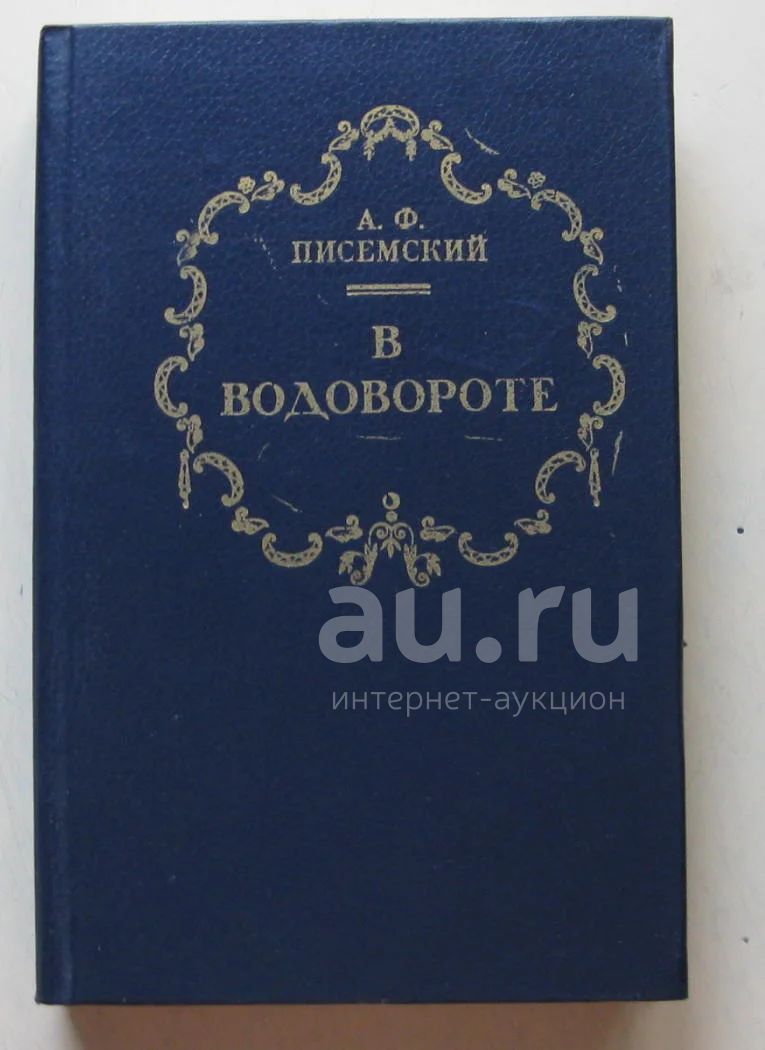 А. Ф.
ПИСЕМСКИЙ
В
ВОДОВОРОТЕ
au.ru
интернет-аукцион